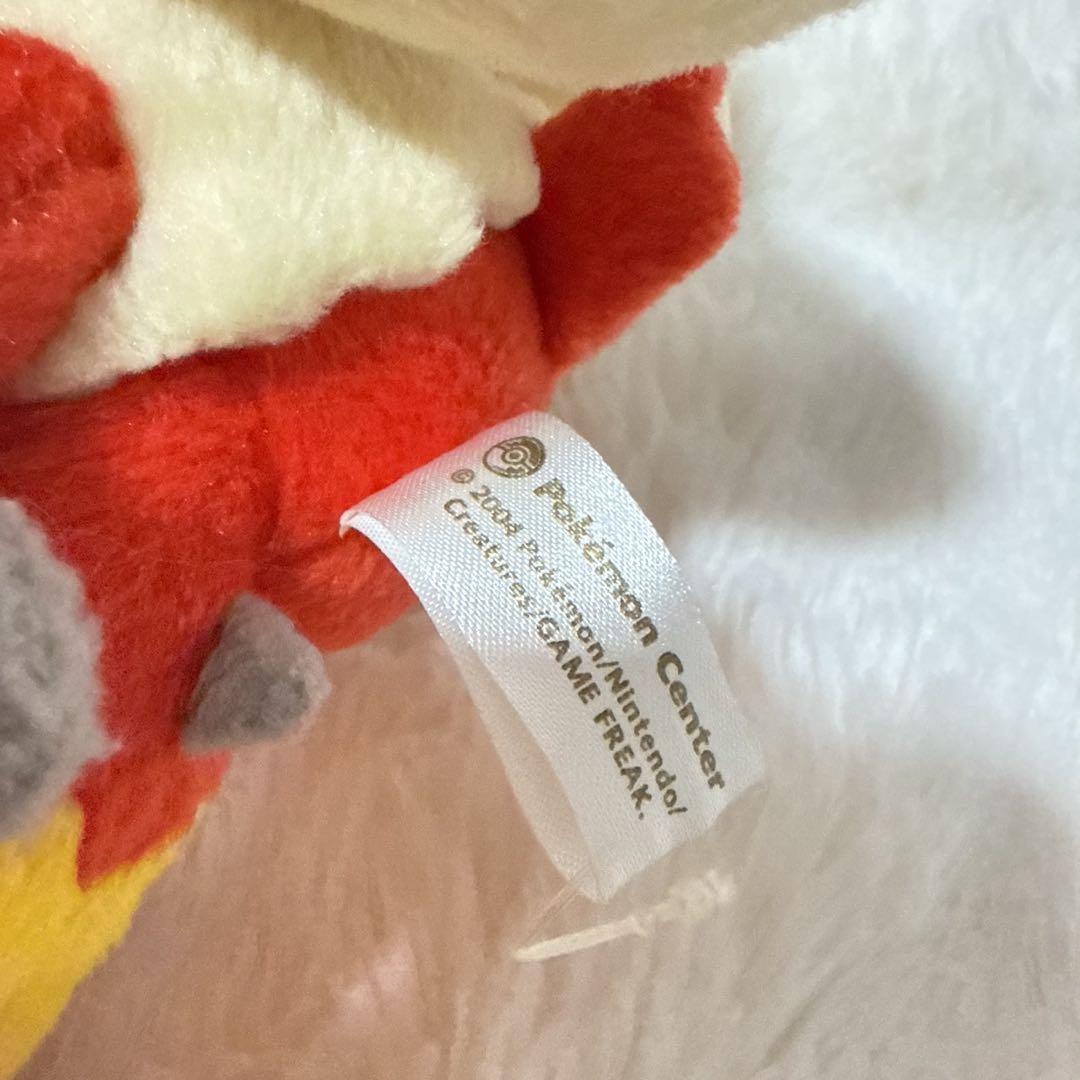 Pokémon Center
© 2004 Pokémon/Nintendo/
Creatures/GAME FREAK.